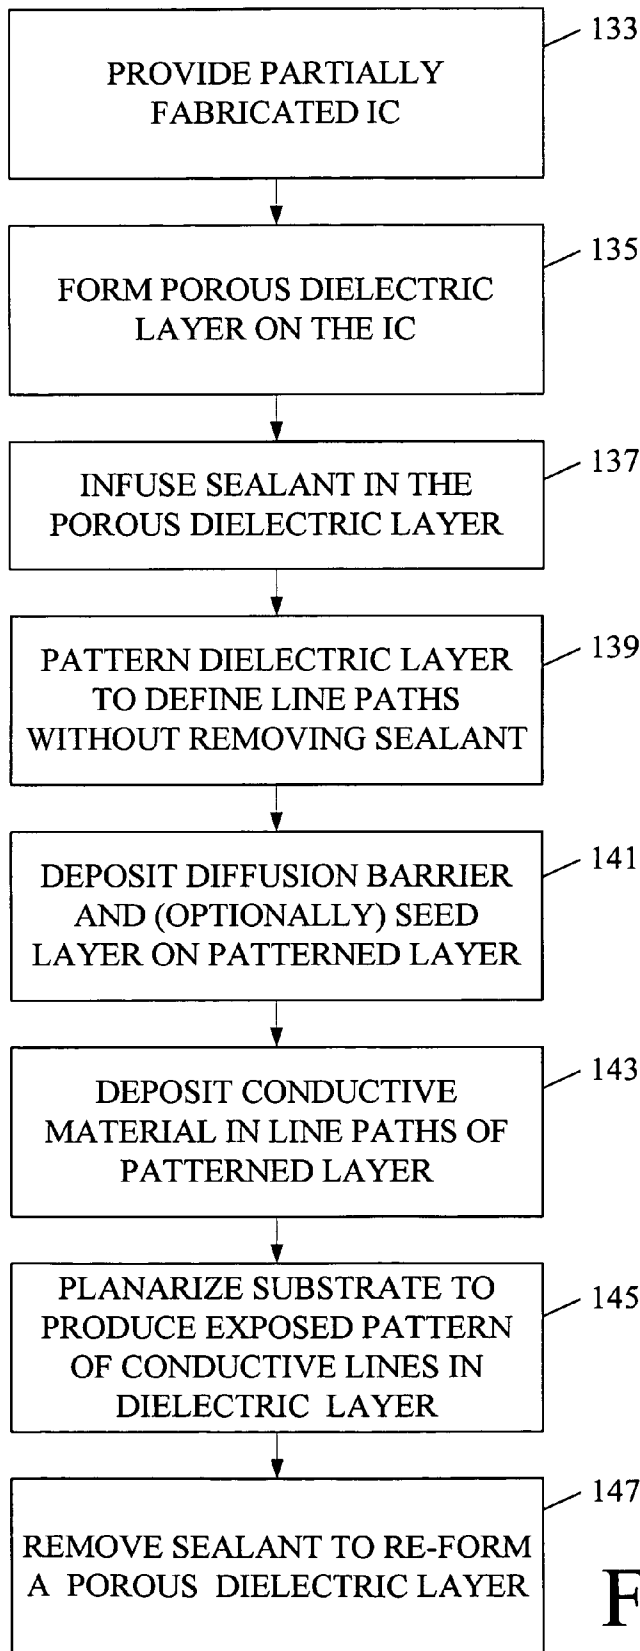 PROVIDE PARTIALLY
FABRICATED IC
133
FORM POROUS DIELECTRIC
LAYER ON THE IC
135
INFUSE SEALANT IN THE
POROUS DIELECTRIC LAYER
137
PATTERN DIELECTRIC LAYER
TO DEFINE LINE PATHS
WITHOUT REMOVING SEALANT
139
DEPOSIT DIFFUSION BARRIER
AND (OPTIONALLY) SEED
LAYER ON PATTERNED LAYER
141
DEPOSIT CONDUCTIVE
MATERIAL IN LINE PATHS OF
PATTERNED LAYER
143
PLANARIZE SUBSTRATE TO
PRODUCE EXPOSED PATTERN
OF CONDUCTIVE LINES IN
DIELECTRIC LAYER
145
REMOVE SEALANT TO RE-FORM
A POROUS DIELECTRIC LAYER
147
F